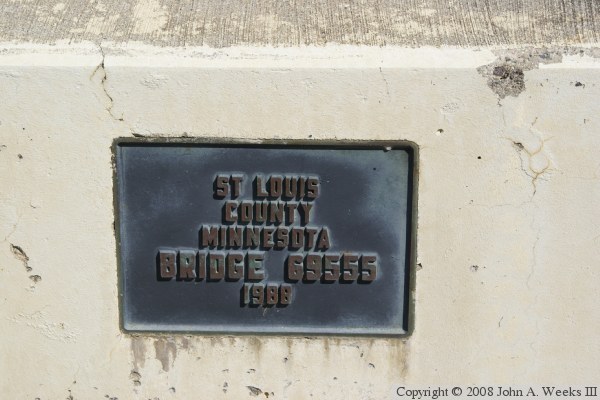 ST LOUIS
COUNTY
MINNESOTA
BRIDGE 69555
1988
Copyright © 2008 John A. Weeks III